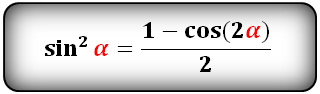 sin² α = (1 − cos(2α)) / 2